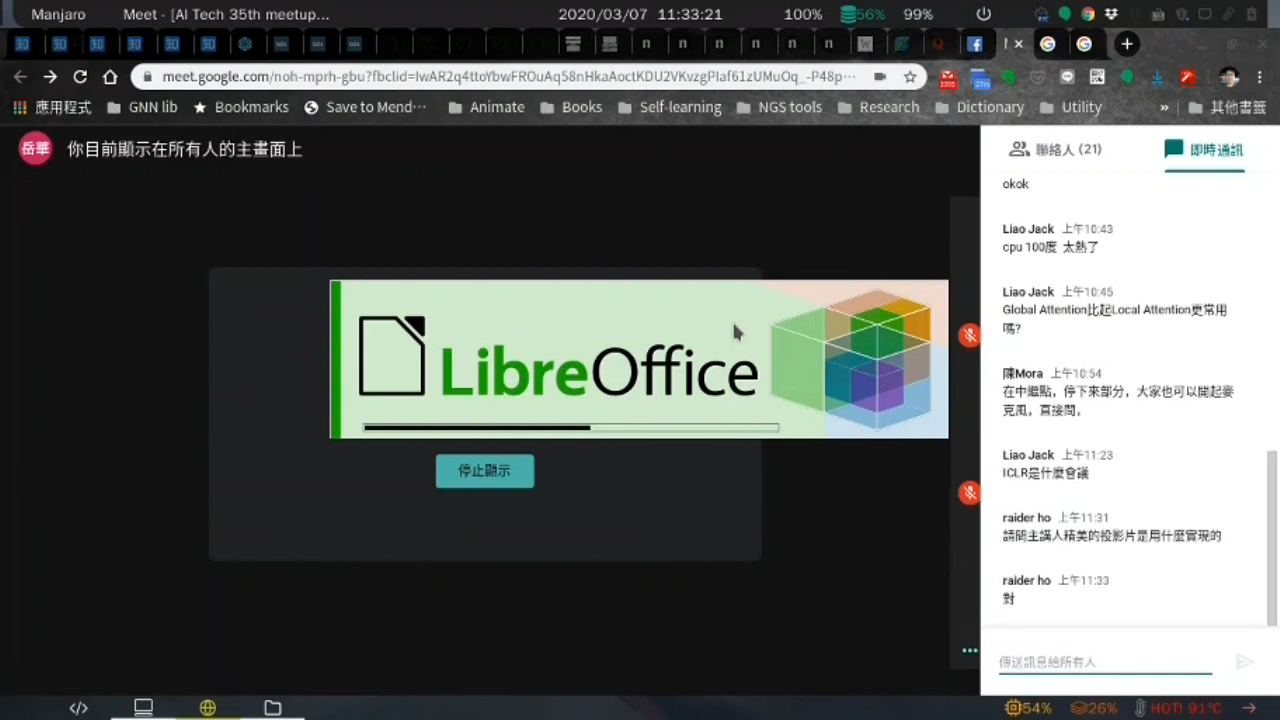 Manjaro
Meet - [AI Tech 35th meetup...
2020/03/07 11:33:21
100%
56%
99%
meet.google.com/noh-mprh-gbu?fbclid=IwAR2q4ttoYbwFROuAq58nHkaAoctKDU2VKvzgPIaf61zUMuOq_-P48p…
應用程式
GNN lib
Bookmarks
Save to Mend…
Animate
Books
Self-learning
NGS tools
Research
Dictionary
Utility
»
其他書籤
岳華
你目前顯示在所有人的主畫面上
聯絡人 (21)
即時通訊
LibreOffice
停止顯示
okok
Liao Jack 上午10:43
cpu 100度 太熱了
Liao Jack 上午10:45
Global Attention比起Local Attention更常用
嗎?
陳Mora 上午10:54
在中繼點，停下來部分，大家也可以開起麥
克風，直接問，
Liao Jack 上午11:23
ICLR是什麼會議
raider ho 上午11:31
請問主講人精美的投影片是用什麼實現的
raider ho 上午11:33
對
傳送訊息給所有人
54%
26%
HOT! 91°C